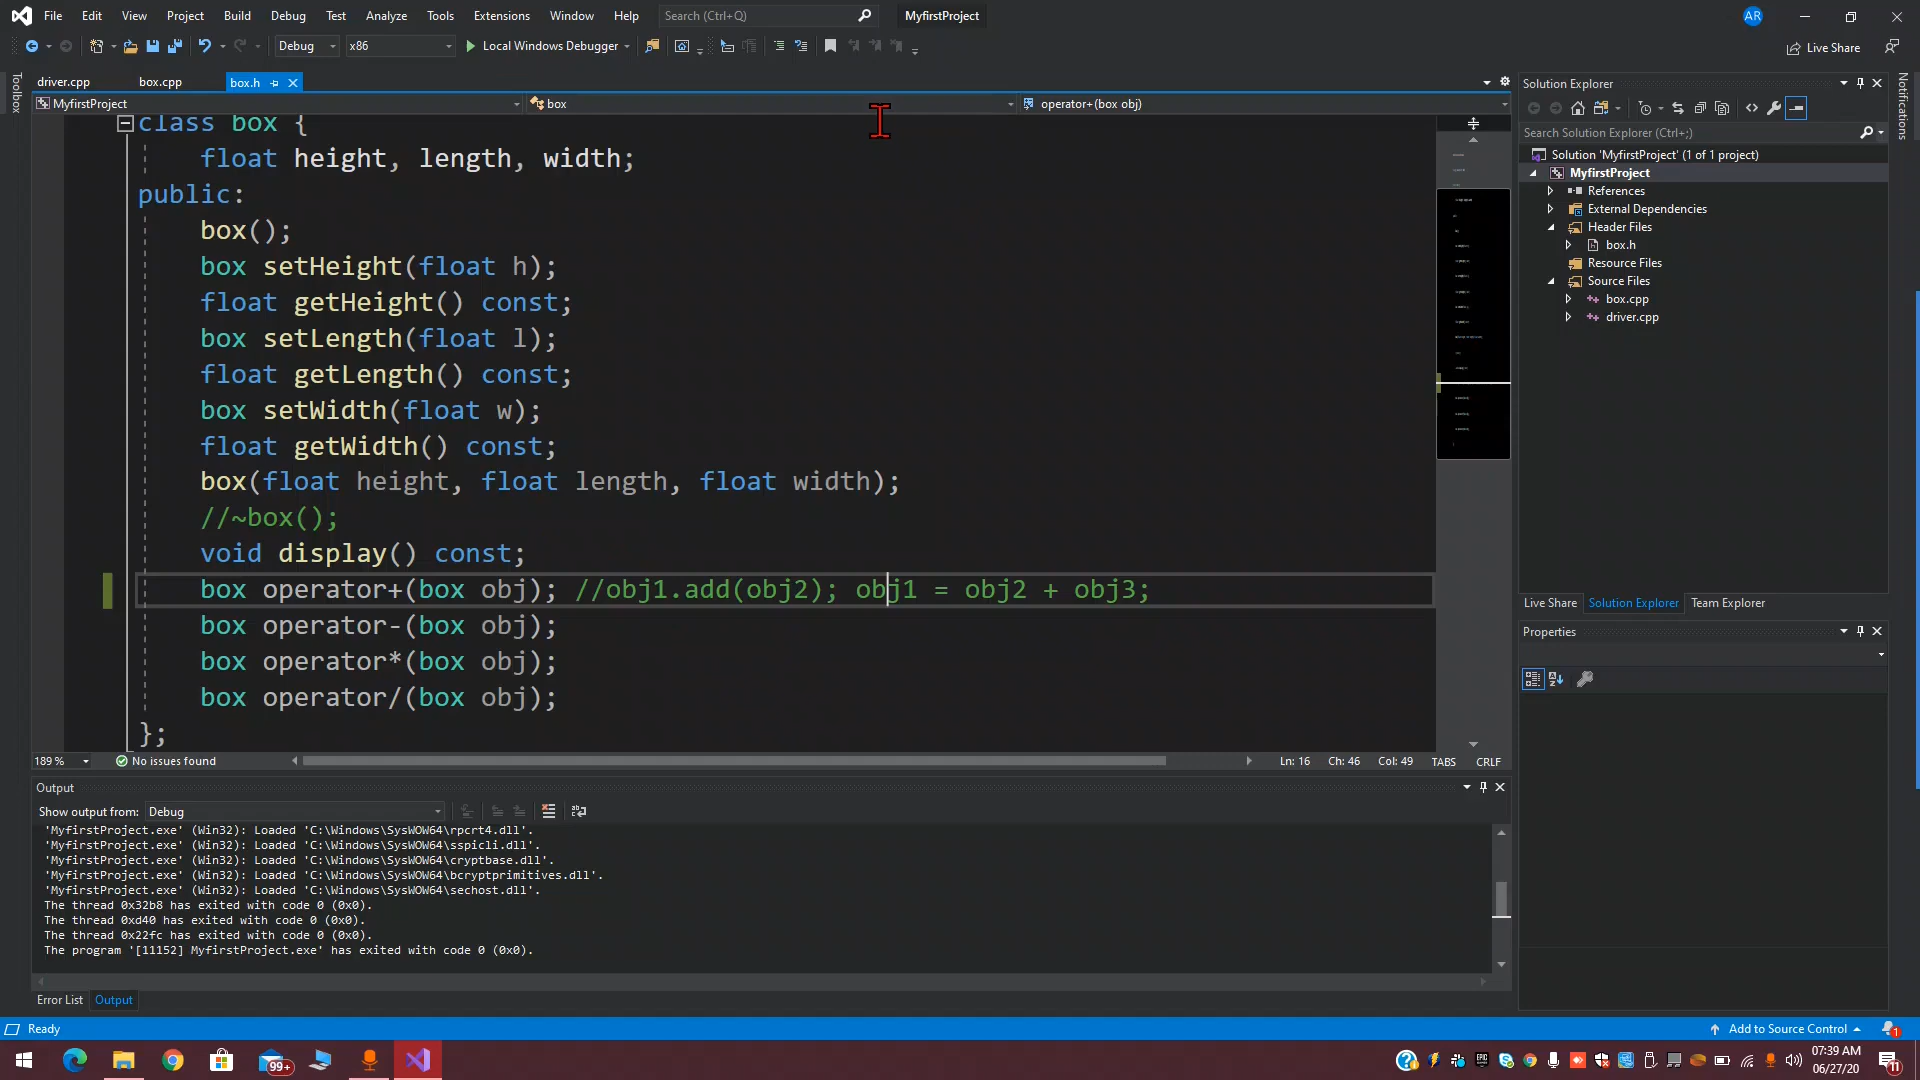 File Edit View Project Build Debug Test Analyze Tools Extensions Window Help Search (Ctrl+Q) MyfirstProject AR
Debug x86 Local Windows Debugger Live Share
Toolbox
driver.cpp box.cpp box.h
MyfirstProject box operator+(box obj)
class box {
float height, length, width;
public:
box();
box setHeight(float h);
float getHeight() const;
box setLength(float l);
float getLength() const;
box setWidth(float w);
float getWidth() const;
box(float height, float length, float width);
//~box();
void display() const;
box operator+(box obj); //obj1.add(obj2); obj1 = obj2 + obj3;
box operator-(box obj);
box operator*(box obj);
box operator/(box obj);
};
189 % No issues found Ln: 16 Ch: 46 Col: 49 TABS CRLF
Output
Show output from: Debug
'MyfirstProject.exe' (Win32): Loaded 'C:\Windows\SysWOW64\rpcrt4.dll'.
'MyfirstProject.exe' (Win32): Loaded 'C:\Windows\SysWOW64\sspicli.dll'.
'MyfirstProject.exe' (Win32): Loaded 'C:\Windows\SysWOW64\cryptbase.dll'.
'MyfirstProject.exe' (Win32): Loaded 'C:\Windows\SysWOW64\bcryptprimitives.dll'.
'MyfirstProject.exe' (Win32): Loaded 'C:\Windows\SysWOW64\sechost.dll'.
The thread 0x32b8 has exited with code 0 (0x0).
The thread 0xd40 has exited with code 0 (0x0).
The thread 0x22fc has exited with code 0 (0x0).
The program '[11152] MyfirstProject.exe' has exited with code 0 (0x0).
Error List Output
Solution Explorer
Search Solution Explorer (Ctrl+;)
Solution 'MyfirstProject' (1 of 1 project)
MyfirstProject
References
External Dependencies
Header Files
box.h
Resource Files
Source Files
box.cpp
driver.cpp
Live Share Solution Explorer Team Explorer
Properties
Notifications
Ready Add to Source Control 1
99+
07:39 AM
06/27/20
11